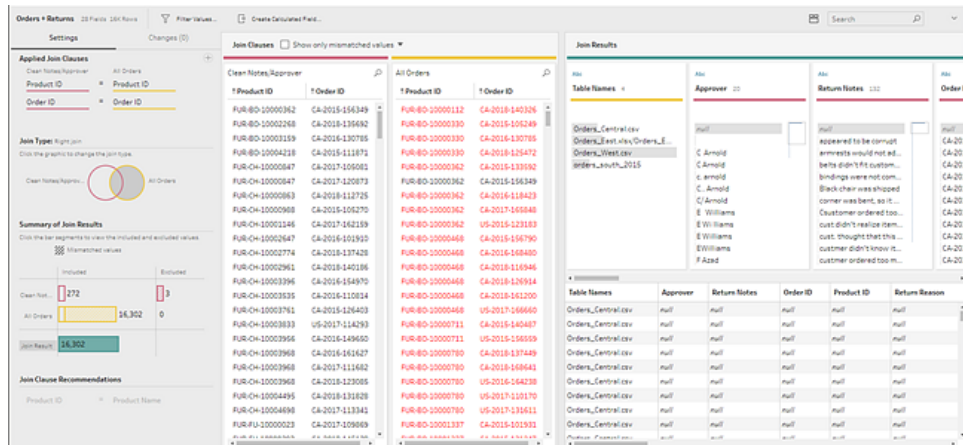 Orders + Returns 28 Fields 16K Rows
Filter Values...
Create Calculated Field...
Search
Settings
Changes (0)
Applied Join Clauses
Clean Notes/Approver
All Orders
Product ID = Product ID
Order ID = Order ID
Join Type: Right join
Click the graphic to change the join type.
Clean Notes/Approv...
All Orders
Summary of Join Results
Click the bar segments to view the included and excluded values.
Mismatched values
Included
Excluded
Clean Not...
272
3
All Orders
16,302
0
Join Result
16,302
Join Clause Recommendations
Product ID = Product Name
Join Clauses
Show only mismatched values
Clean Notes/Approver
Product ID
Order ID
FUR-BO-10000362 CA-2015-156349
FUR-BO-10002268 CA-2018-135692
FUR-BO-10003159 CA-2016-130785
FUR-BO-10004218 CA-2015-111871
FUR-CH-10000847 CA-2017-105081
FUR-CH-10000847 CA-2017-120873
FUR-CH-10000863 CA-2018-112725
FUR-CH-10000988 CA-2015-105270
FUR-CH-10001146 CA-2017-162159
FUR-CH-10002647 CA-2016-101910
FUR-CH-10002774 CA-2018-137428
FUR-CH-10002961 CA-2018-140186
FUR-CH-10003396 CA-2016-154970
FUR-CH-10003535 CA-2016-110814
FUR-CH-10003761 CA-2015-126403
FUR-CH-10003833 US-2017-114293
FUR-CH-10003956 CA-2016-149650
FUR-CH-10003968 CA-2016-161627
FUR-CH-10003968 CA-2017-111682
FUR-CH-10003968 CA-2018-123085
FUR-CH-10004495 CA-2018-131828
FUR-CH-10004698 CA-2017-113341
FUR-FU-10000023 CA-2017-109869
All Orders
Product ID
Order ID
FUR-BO-10000112 CA-2018-140326
FUR-BO-10000330 CA-2015-105249
FUR-BO-10000330 CA-2016-130785
FUR-BO-10000330 CA-2018-125472
FUR-BO-10000362 CA-2015-133592
FUR-BO-10000362 CA-2015-156349
FUR-BO-10000362 CA-2016-118423
FUR-BO-10000362 CA-2017-165848
FUR-BO-10000362 US-2015-123183
FUR-BO-10000468 CA-2015-156790
FUR-BO-10000468 CA-2016-168480
FUR-BO-10000468 CA-2018-116946
FUR-BO-10000468 CA-2018-126914
FUR-BO-10000468 CA-2018-161200
FUR-BO-10000468 US-2017-166660
FUR-BO-10000711 CA-2015-140487
FUR-BO-10000711 US-2015-156559
FUR-BO-10000780 CA-2018-137449
FUR-BO-10000780 CA-2018-168641
FUR-BO-10000780 US-2016-164238
FUR-BO-10000780 US-2017-110170
FUR-BO-10000780 US-2017-131611
FUR-BO-10001337 CA-2015-101931
Join Results
Abc
Table Names 4
Orders_Central.csv
Orders_East.xlsx/Orders_E...
Orders_West.csv
orders_south_2015
Abc
Approver 20
null
C Arnold
C Arnold
c. arnold
C. Arnold
C/Arnold
E Williams
E Williams
E Williams
EWilliams
F Azad
Abc
Return Notes 132
null
appeared to be corrupt
armrests would not ad...
belts didn't fit custom...
bindings were not com...
Black chair was shipped
corner was bent, so it ...
Csustomer ordered too...
cust didn't realize item...
cust. thought that this ...
custmer didn't know it...
custmer ordered too m...
Abc
Order I
null
Table Names Approver Return Notes Order ID Product ID Return Reason
Orders_Central.csv null null null null null
Orders_Central.csv null null null null null
Orders_Central.csv null null null null null
Orders_Central.csv null null null null null
Orders_Central.csv null null null null null
Orders_Central.csv null null null null null
Orders_Central.csv null null null null null
Orders_Central.csv null null null null null